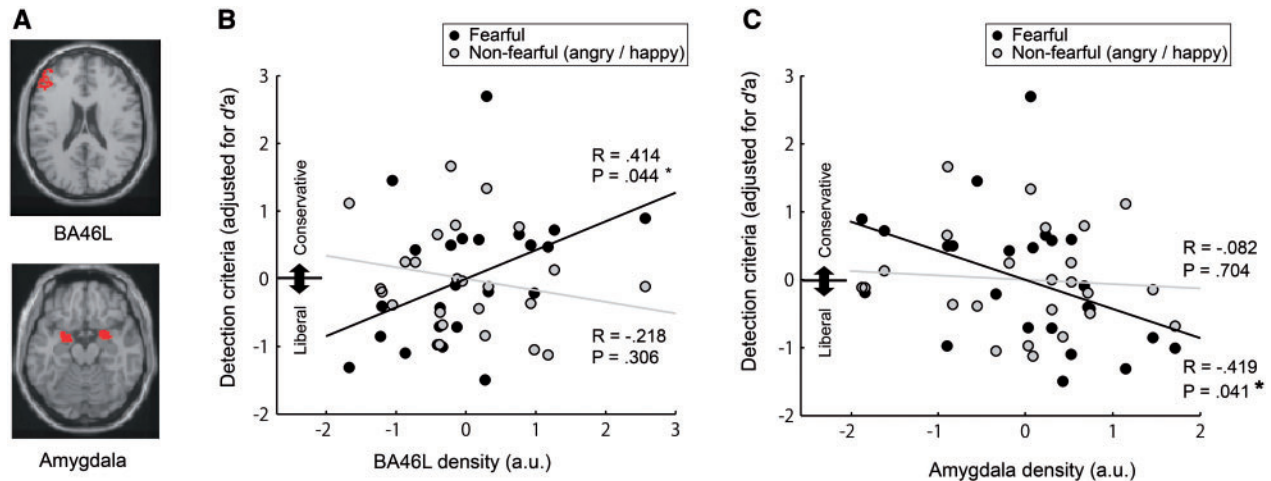 A
BA46L
Amygdala
B
Fearful
Non-fearful (angry / happy)
Detection criteria (adjusted for d'a)
3
2
1
0
-1
-2
Conservative
Liberal
R = .414
P = .044 *
R = -.218
P = .306
-2
-1
0
1
2
3
BA46L density (a.u.)
C
Fearful
Non-fearful (angry / happy)
Detection criteria (adjusted for d'a)
3
2
1
0
-1
-2
Conservative
Liberal
R = -.082
P = .704
R = -.419
P = .041 *
-2
-1
0
1
2
Amygdala density (a.u.)